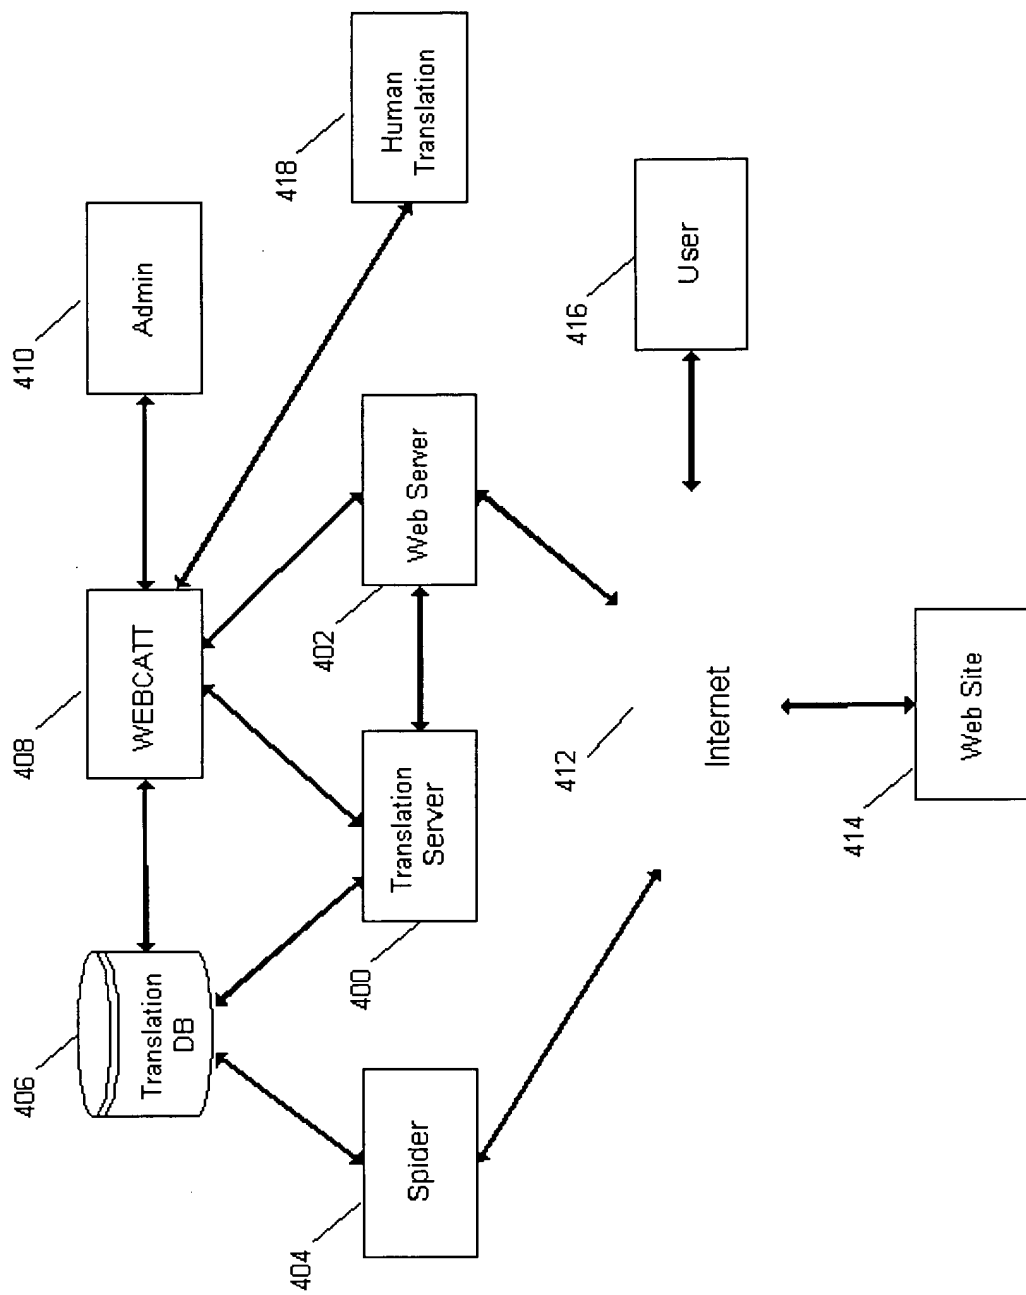 406
Translation
DB
408
WEBCATT
410
Admin
404
Spider
400
Translation
Server
402
Web Server
418
Human
Translation
412
Internet
416
User
414
Web Site